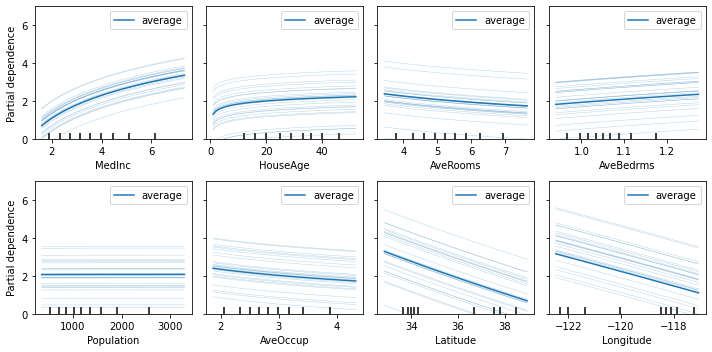 average average average average
Partial dependence
6
4
2
0
2 4 6 0 20 40 4 5 6 7 1.0 1.1 1.2
MedInc HouseAge AveRooms AveBedrms
average average average average
Partial dependence
6
4
2
0
1000 2000 3000 2 3 4 34 36 38 −122 −120 −118
Population AveOccup Latitude Longitude